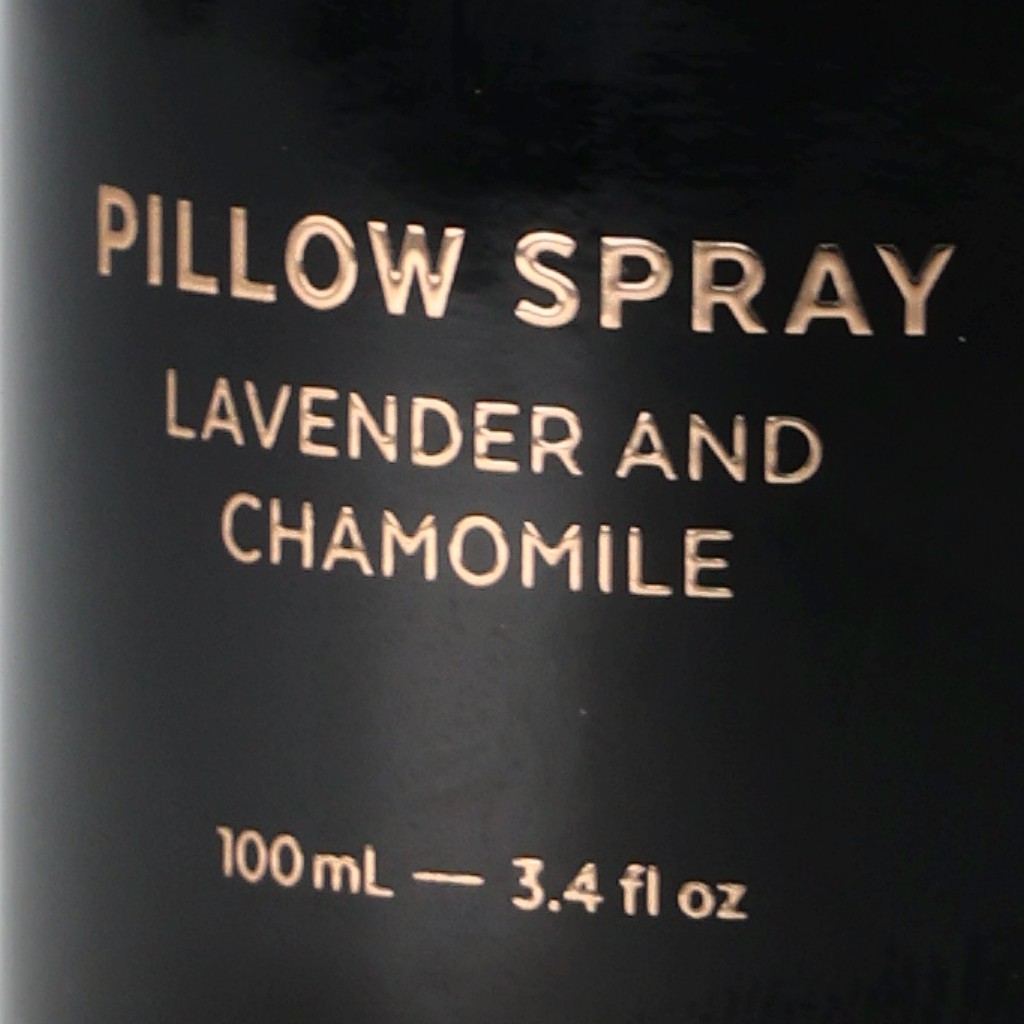 PILLOW SPRAY
LAVENDER AND
CHAMOMILE
100mL — 3.4 fl oz